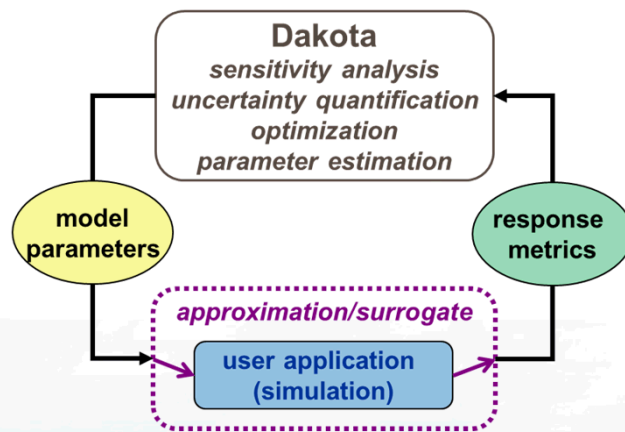 Dakota
sensitivity analysis
uncertainty quantification
optimization
parameter estimation
model
parameters
response
metrics
approximation/surrogate
user application
(simulation)